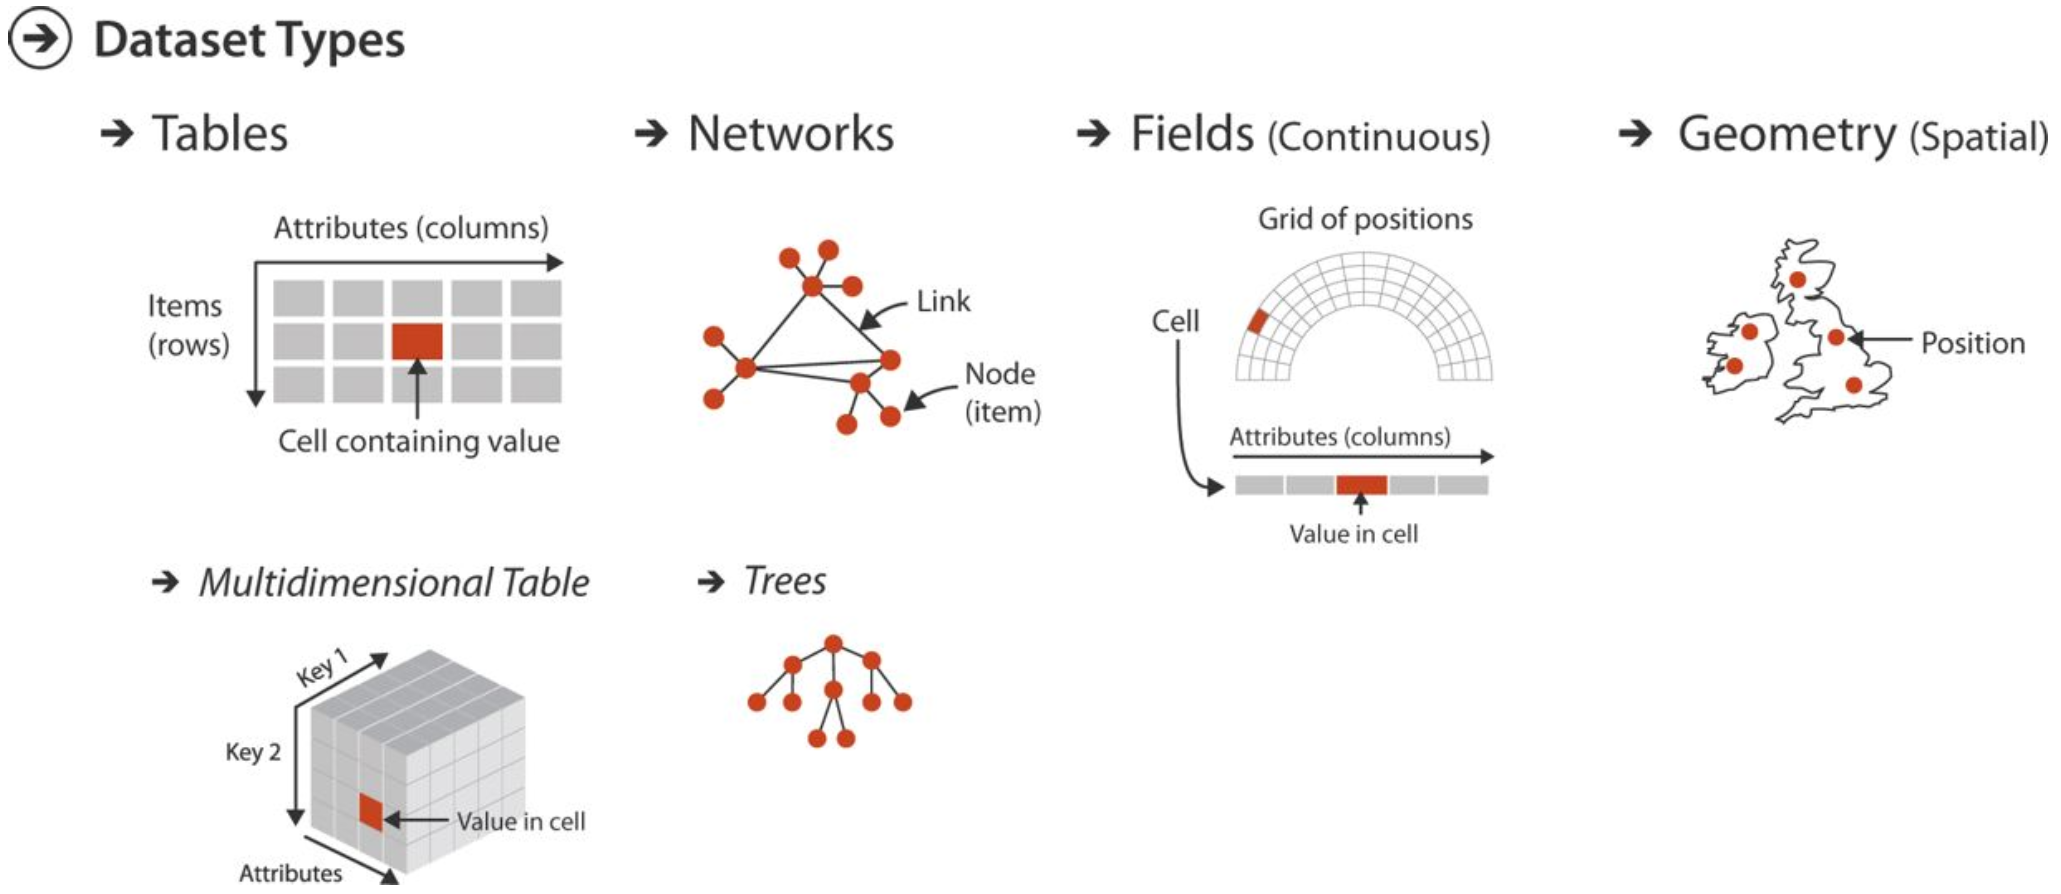 Dataset Types
Tables
Networks
Fields (Continuous)
Geometry (Spatial)
Attributes (columns)
Items
(rows)
Cell containing value
Link
Node
(item)
Grid of positions
Cell
Attributes (columns)
Value in cell
Position
Multidimensional Table
Trees
Key 1
Key 2
Value in cell
Attributes